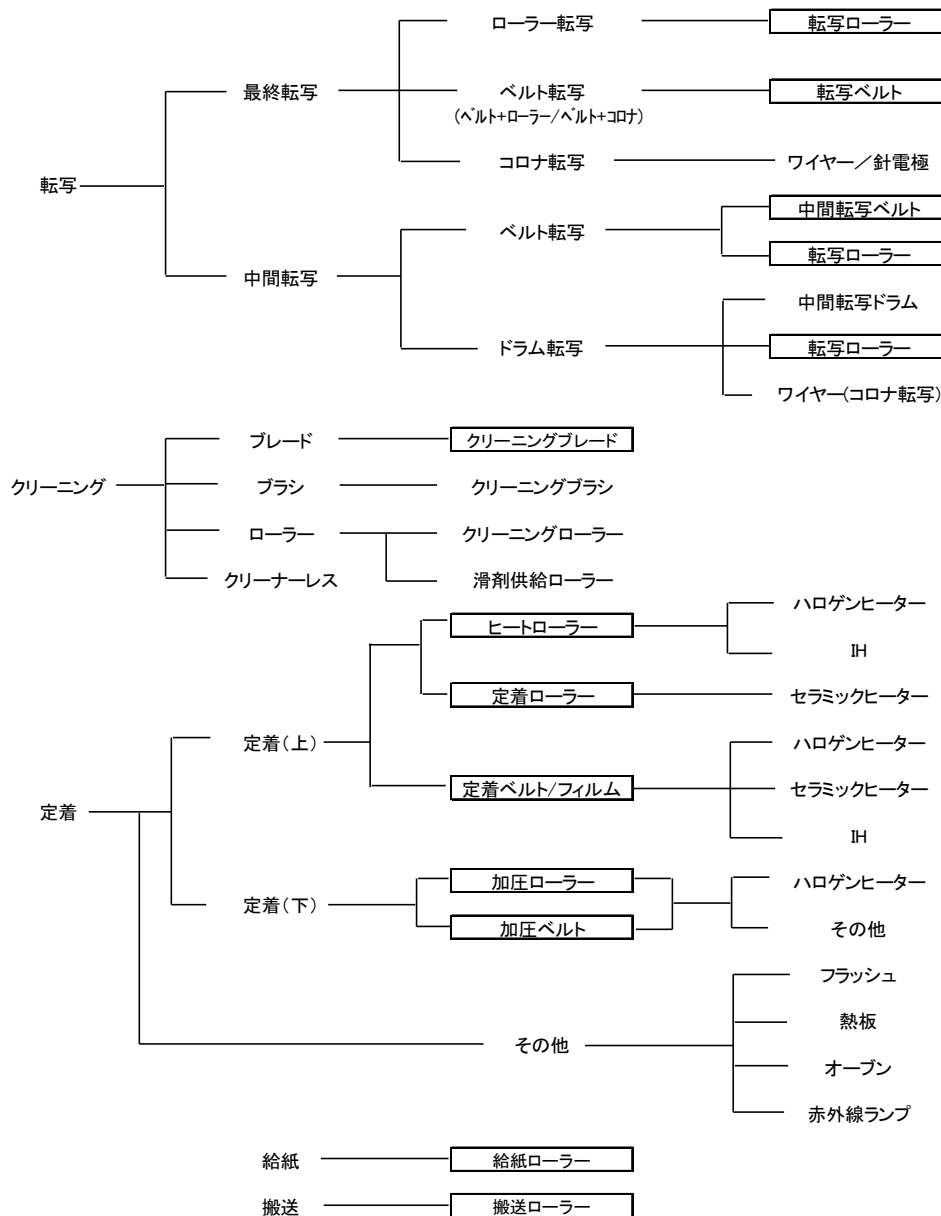 ローラー転写
転写ローラー
最終転写
ベルト転写
転写ベルト
(ベルト+ローラー/ベルト+コロナ)
コロナ転写
ワイヤー／針電極
転写
中間転写ベルト
ベルト転写
転写ローラー
中間転写
中間転写ドラム
ドラム転写
転写ローラー
ワイヤー(コロナ転写)
ブレード
クリーニングブレード
クリーニング
ブラシ
クリーニングブラシ
ローラー
クリーニングローラー
クリーナーレス
滑剤供給ローラー
ハロゲンヒーター
ヒートローラー
IH
定着ローラー
セラミックヒーター
定着(上)
ハロゲンヒーター
定着ベルト/フィルム
セラミックヒーター
定着
IH
加圧ローラー
ハロゲンヒーター
定着(下)
加圧ベルト
その他
フラッシュ
熱板
その他
オーブン
赤外線ランプ
給紙
給紙ローラー
搬送
搬送ローラー